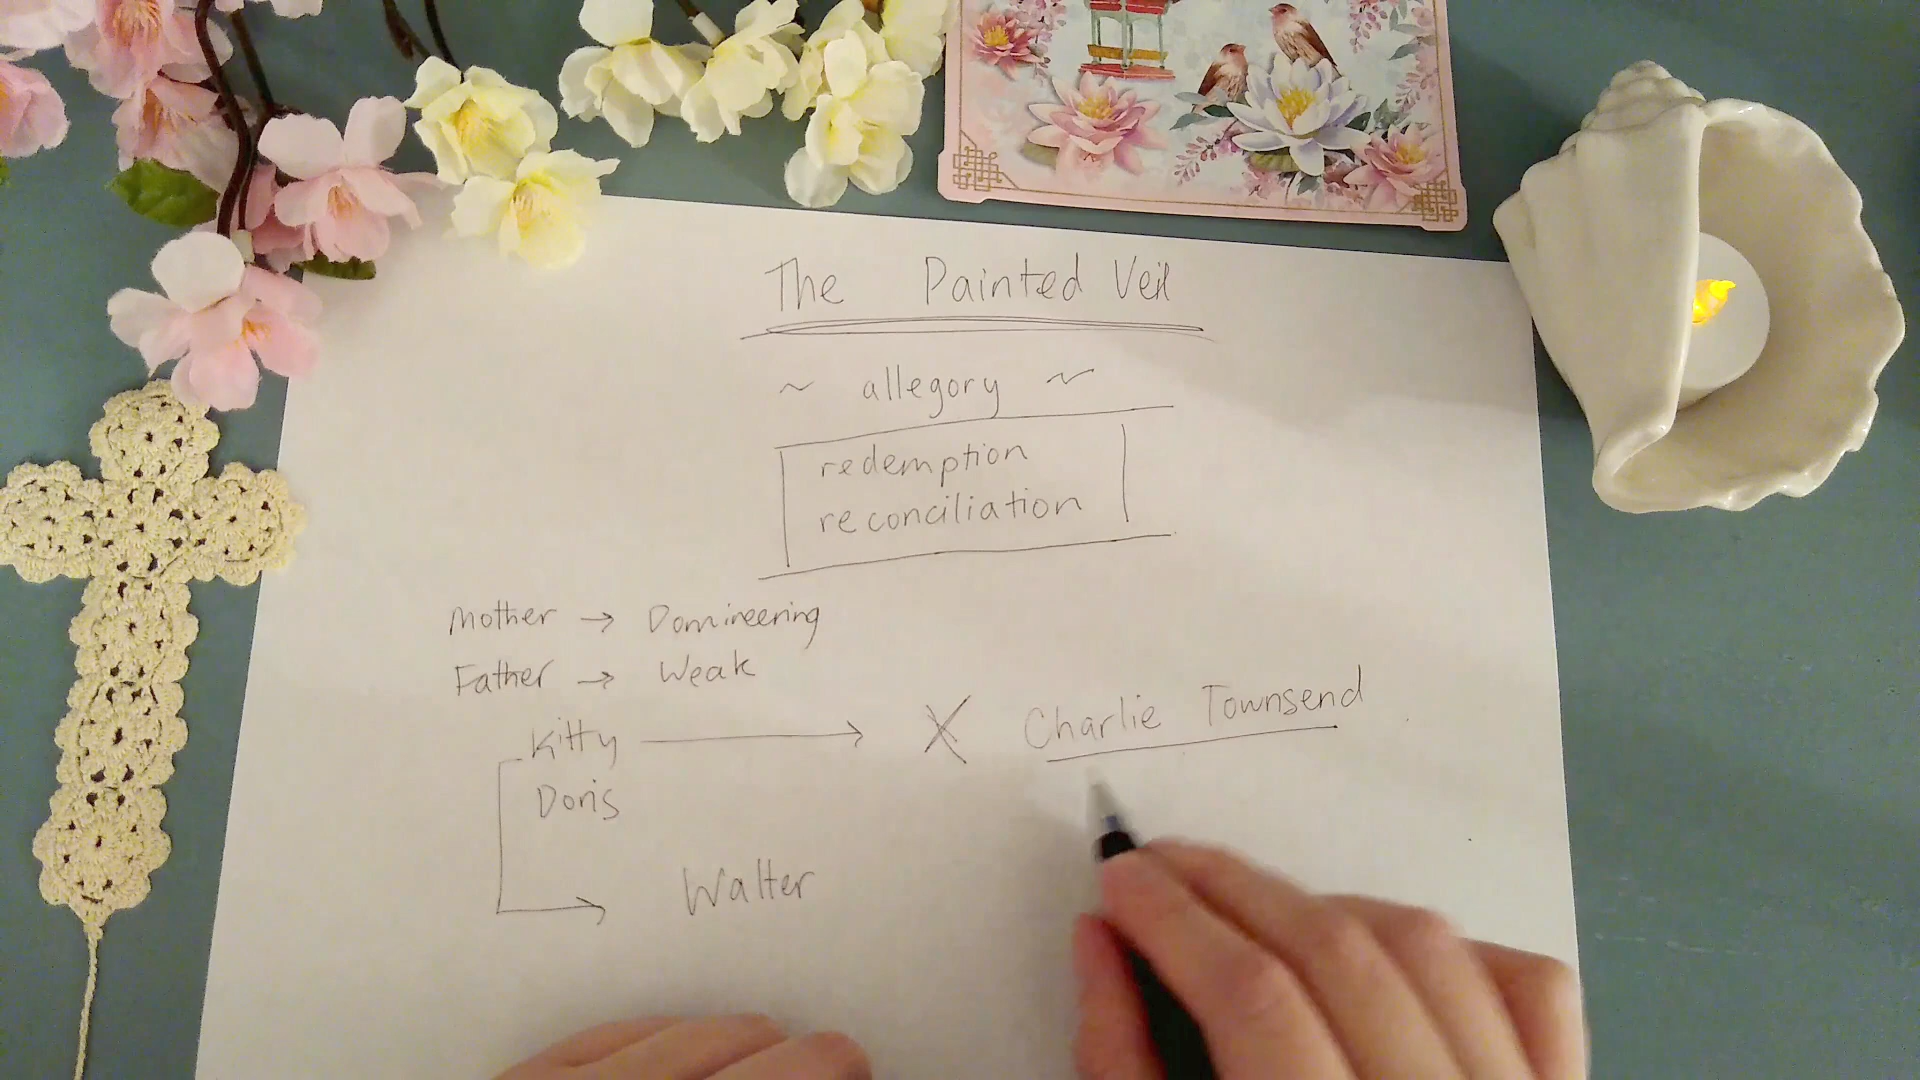 The Painted Veil
~ allegory ~
redemption
reconciliation
Mother → Domineering
Father → Weak
Kitty → X Charlie Townsend
Doris
→ Walter